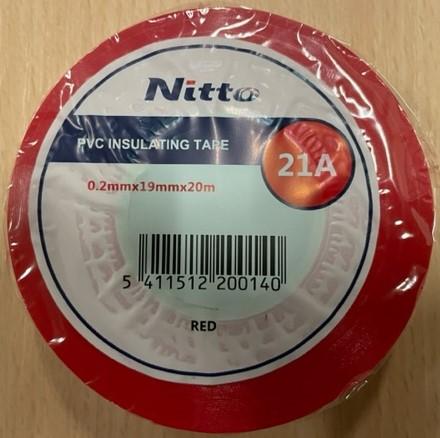 Nitto
PVC INSULATING TAPE
21A
0.2mmx19mmx20m
5 411512 200140
RED